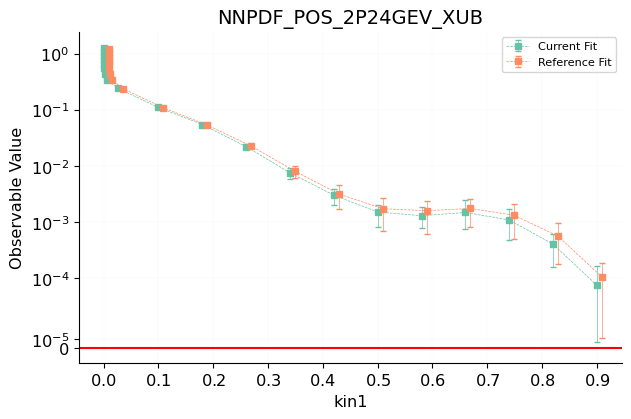 NNPDF_POS_2P24GEV_XUB
Current Fit
Reference Fit
Observable Value
10^0
10^-1
10^-2
10^-3
10^-4
10^-5
0
0.0 0.1 0.2 0.3 0.4 0.5 0.6 0.7 0.8 0.9
kin1